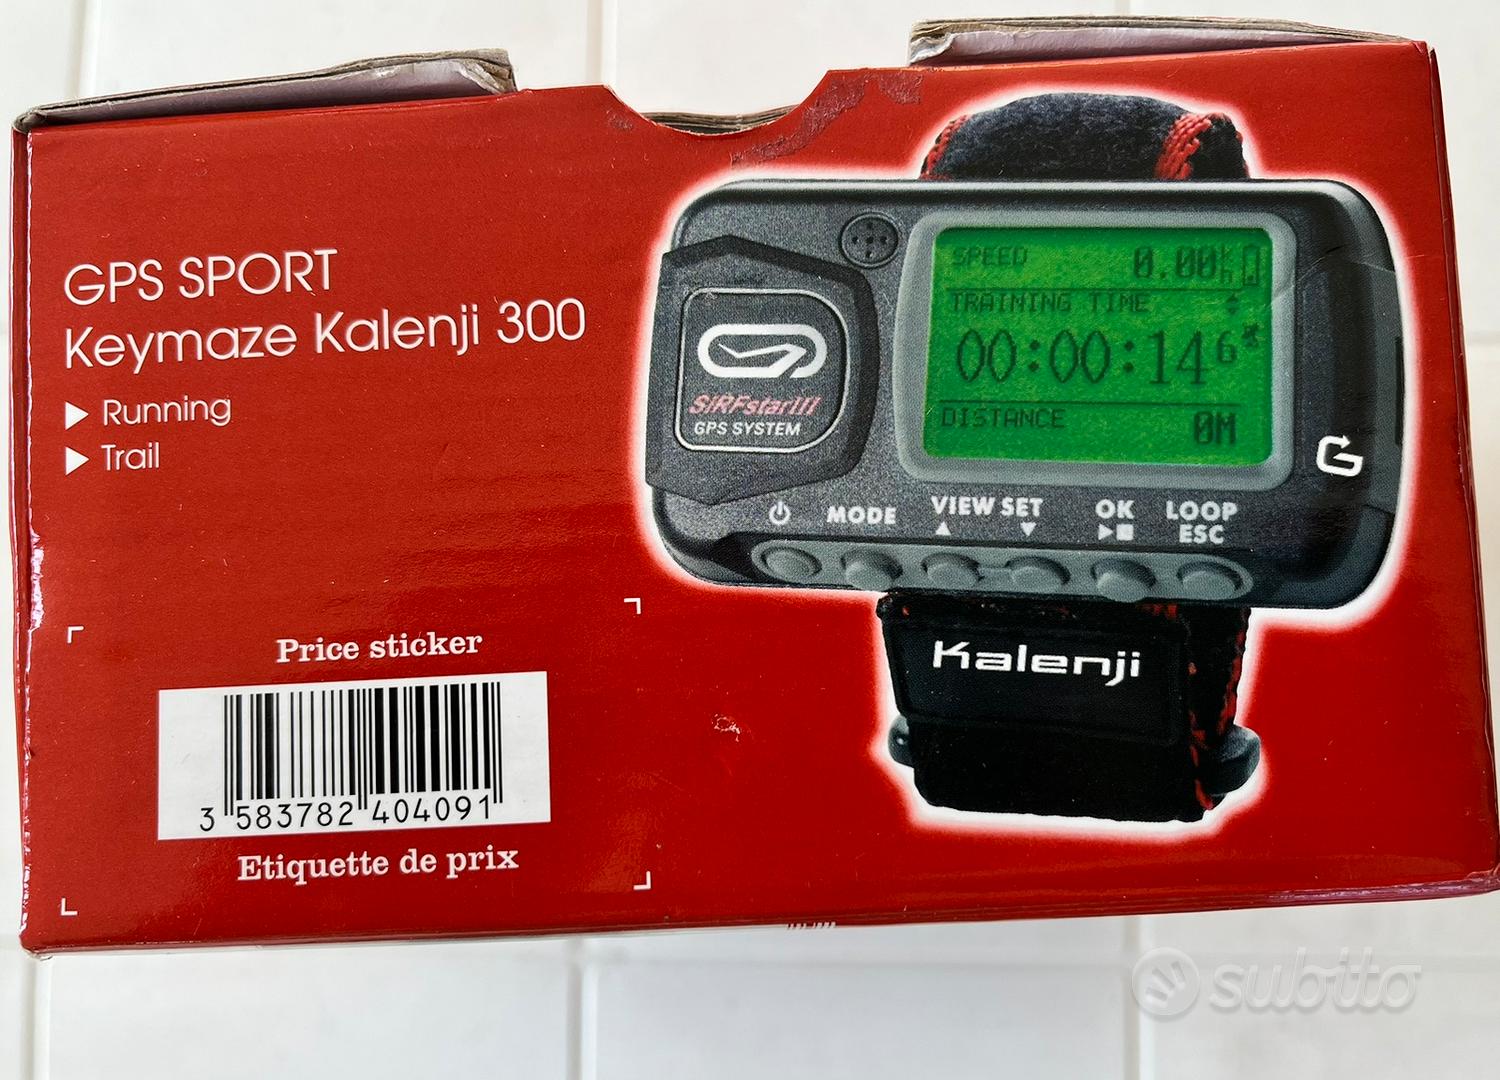 GPS SPORT
Keymaze Kalenji 300
▶ Running
▶ Trail
Price sticker
3 583782 404091
Etiquette de prix
SiRFstarIII
GPS SYSTEM
SPEED 0.00
TRAINING TIME
00:00:14 6
DISTANCE 0M
MODE VIEW SET OK LOOP
ESC
Kalenji
subito